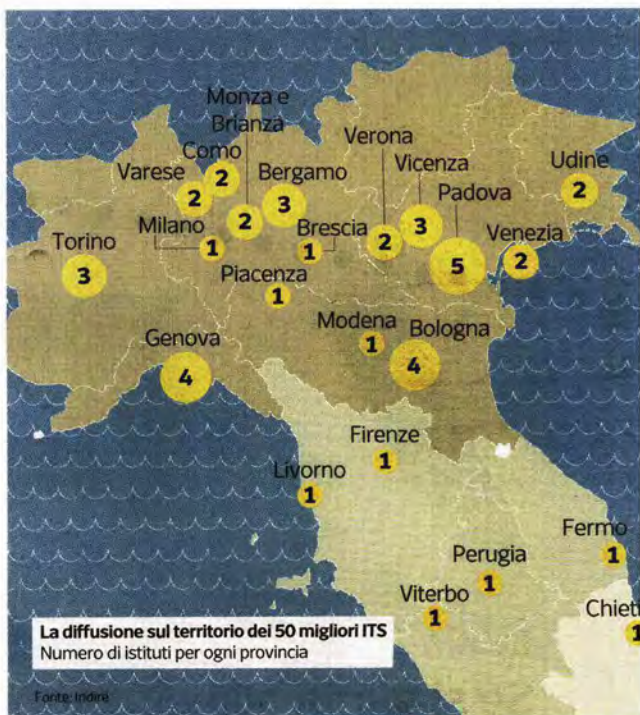 Monza e
Brianza
Como
2
Varese
2
2
Bergamo
3
Milano
1
Brescia
1
Verona
2
Vicenza
3
Padova
5
Udine
2
Venezia
2
Torino
3
Piacenza
1
Genova
4
Modena
1
Bologna
4
Firenze
1
Livorno
1
Fermo
1
Perugia
1
Viterbo
1
Chieti
1
La diffusione sul territorio dei 50 migliori ITS
Numero di istituti per ogni provincia
Fonte: Indire